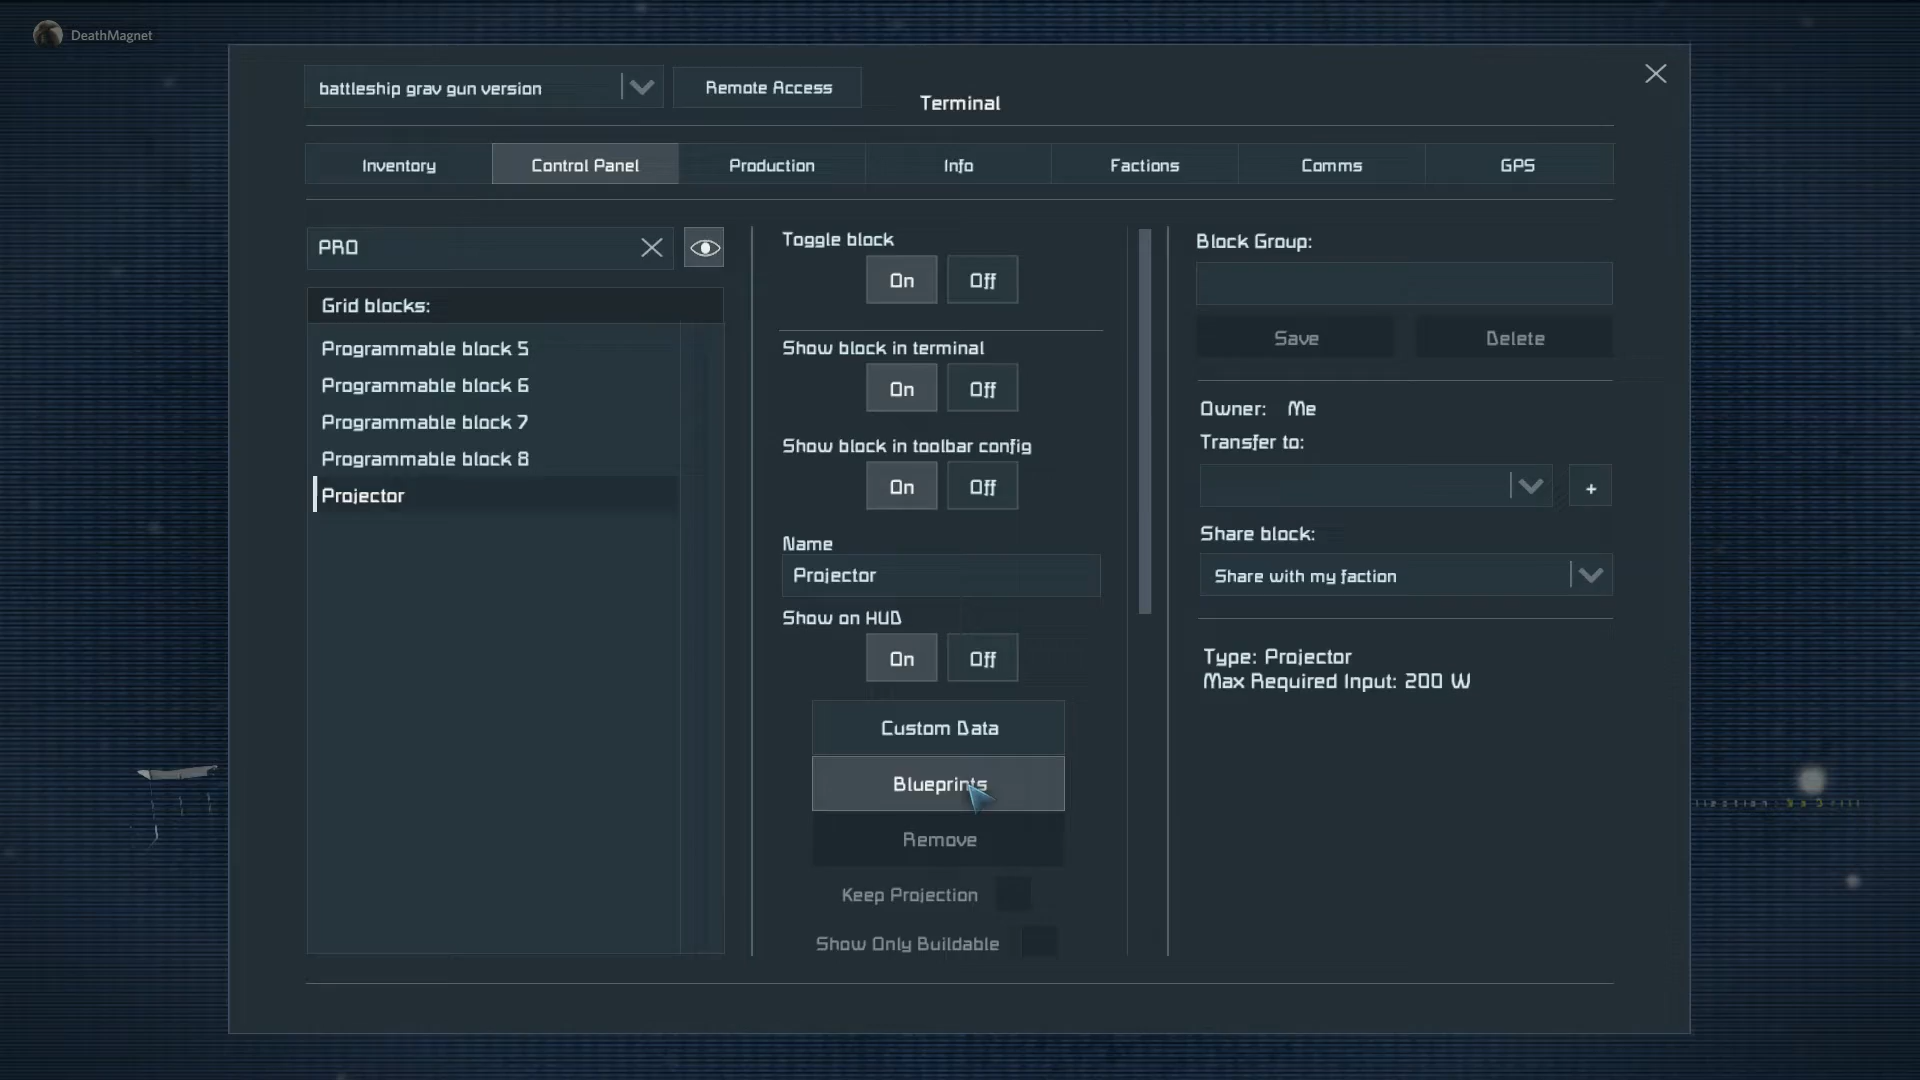 DeathMagnet
battleship grav gun version
Remote Access
Terminal
Inventory
Control Panel
Production
Info
Factions
Comms
GPS
PRO
Grid blocks:
Programmable block 5
Programmable block 6
Programmable block 7
Programmable block 8
Projector
Toggle block
On Off
Show block in terminal
On Off
Show block in toolbar config
On Off
Name
Projector
Show on HUD
On Off
Custom Data
Blueprints
Remove
Keep Projection
Show Only Buildable
Block Group:
Save Delete
Owner: Me
Transfer to:
+
Share block:
Share with my faction
Type: Projector
Max Required Input: 200 W